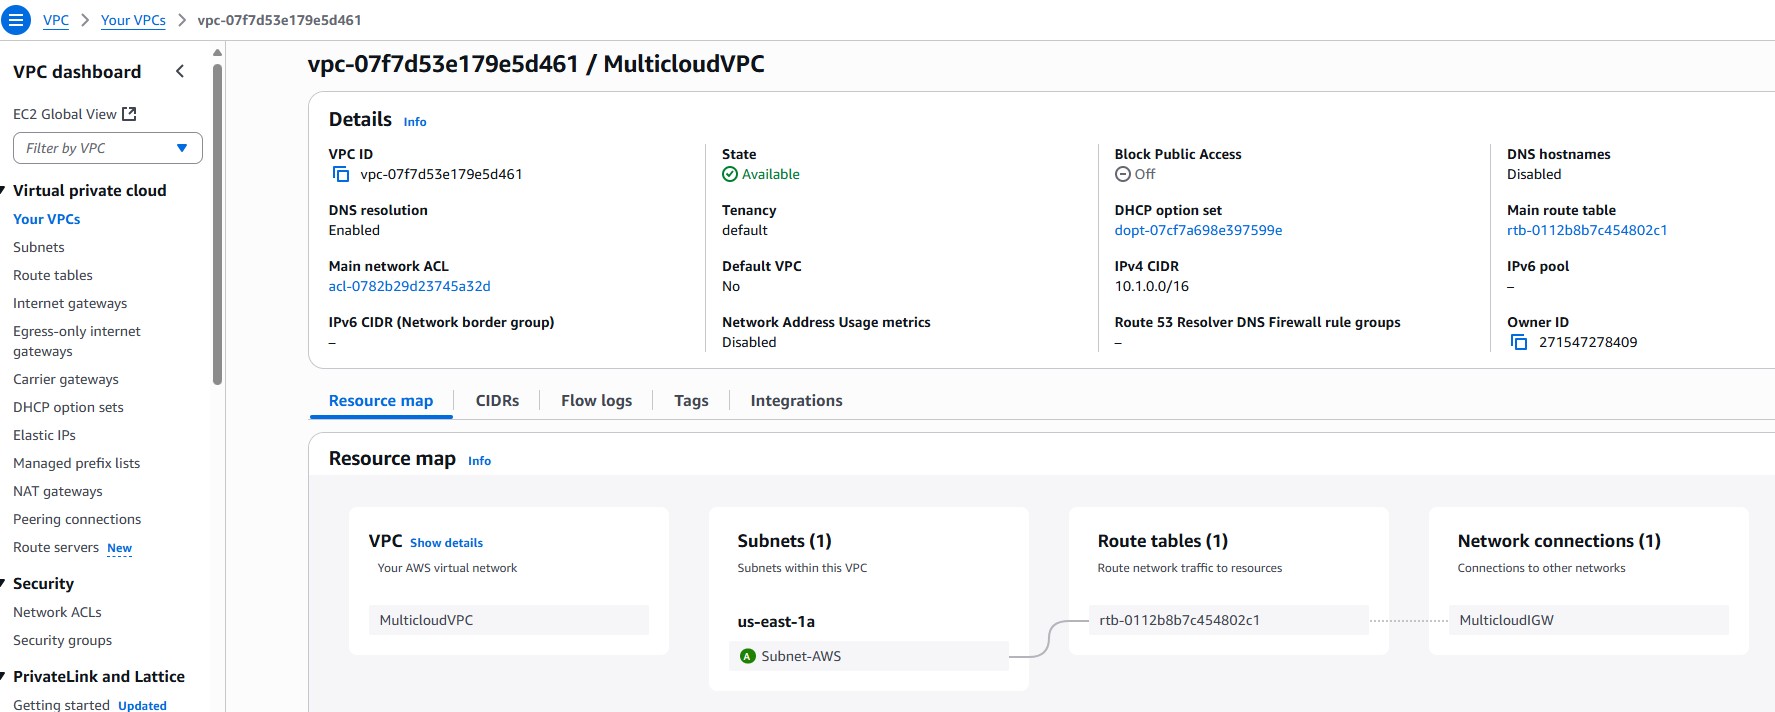 VPC > Your VPCs > vpc-07f7d53e179e5d461
VPC dashboard
EC2 Global View
Filter by VPC
Virtual private cloud
Your VPCs
Subnets
Route tables
Internet gateways
Egress-only internet
gateways
Carrier gateways
DHCP option sets
Elastic IPs
Managed prefix lists
NAT gateways
Peering connections
Route servers New
Security
Network ACLs
Security groups
PrivateLink and Lattice
Getting started Updated
vpc-07f7d53e179e5d461 / MulticloudVPC
Details Info
VPC ID
vpc-07f7d53e179e5d461
State
Available
Block Public Access
Off
DNS hostnames
Disabled
DNS resolution
Enabled
Tenancy
default
DHCP option set
dopt-07cf7a698e397599e
Main route table
rtb-0112b8b7c454802c1
Main network ACL
acl-0782b29d23745a32d
Default VPC
No
IPv4 CIDR
10.1.0.0/16
IPv6 pool
–
IPv6 CIDR (Network border group)
–
Network Address Usage metrics
Disabled
Route 53 Resolver DNS Firewall rule groups
–
Owner ID
271547278409
Resource map CIDRs Flow logs Tags Integrations
Resource map Info
VPC Show details
Your AWS virtual network
MulticloudVPC
Subnets (1)
Subnets within this VPC
us-east-1a
A Subnet-AWS
Route tables (1)
Route network traffic to resources
rtb-0112b8b7c454802c1
Network connections (1)
Connections to other networks
MulticloudIGW